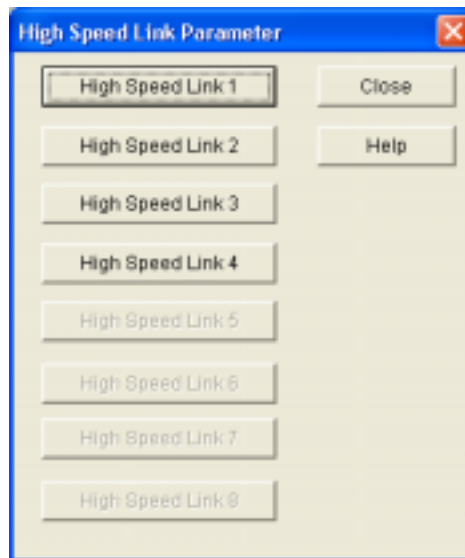 High Speed Link Parameter
High Speed Link 1
Close
High Speed Link 2
Help
High Speed Link 3
High Speed Link 4
High Speed Link 5
High Speed Link 6
High Speed Link 7
High Speed Link 8